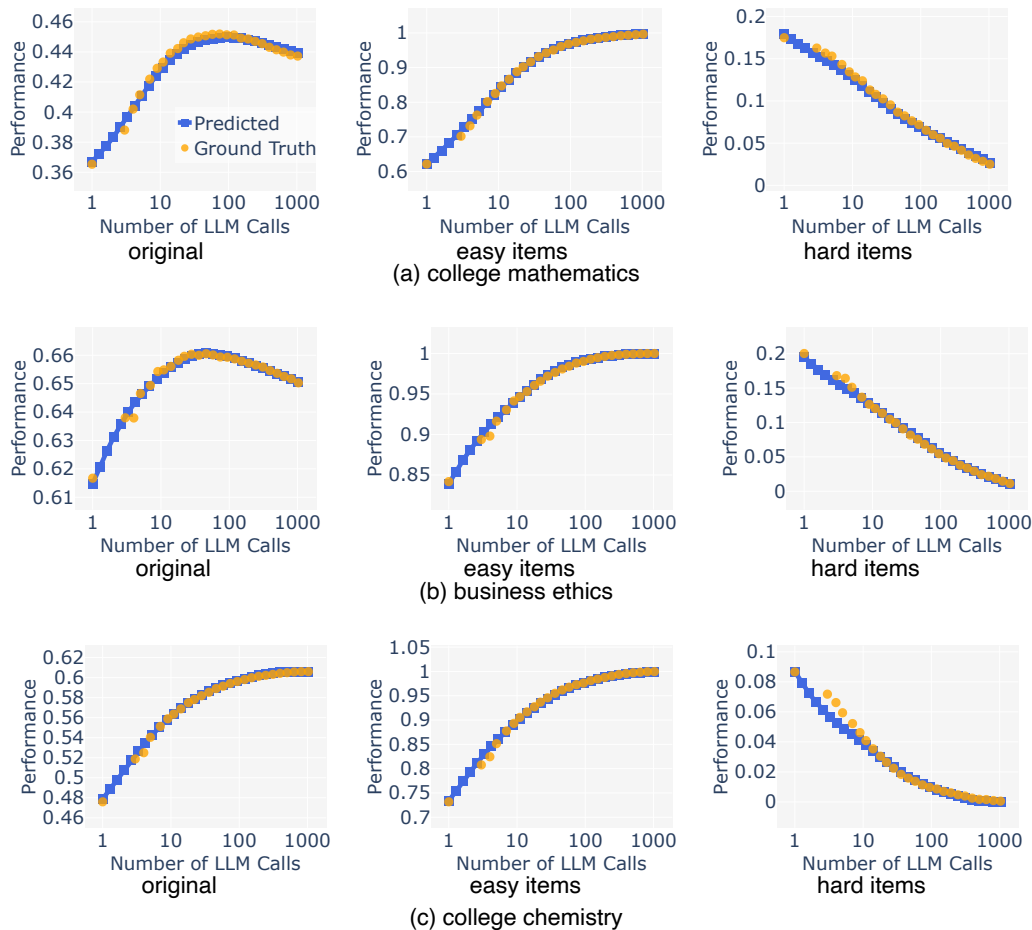 Performance
0.46
0.44
0.42
0.4
0.38
0.36
Predicted
Ground Truth
1
10
100
1000
Number of LLM Calls
original
Performance
1
0.9
0.8
0.7
0.6
1
10
100
1000
Number of LLM Calls
easy items
Performance
0.2
0.15
0.1
0.05
0
1
10
100
1000
Number of LLM Calls
hard items
(a) college mathematics
Performance
0.66
0.65
0.64
0.63
0.62
0.61
1
10
100
1000
Number of LLM Calls
original
Performance
1
0.95
0.9
0.85
1
10
100
1000
Number of LLM Calls
easy items
Performance
0.2
0.15
0.1
0.05
0
1
10
100
1000
Number of LLM Calls
hard items
(b) business ethics
Performance
0.62
0.6
0.58
0.56
0.54
0.52
0.5
0.48
0.46
1
10
100
1000
Number of LLM Calls
original
Performance
1.05
1
0.95
0.9
0.85
0.8
0.75
0.7
1
10
100
1000
Number of LLM Calls
easy items
Performance
0.1
0.08
0.06
0.04
0.02
0
1
10
100
1000
Number of LLM Calls
hard items
(c) college chemistry